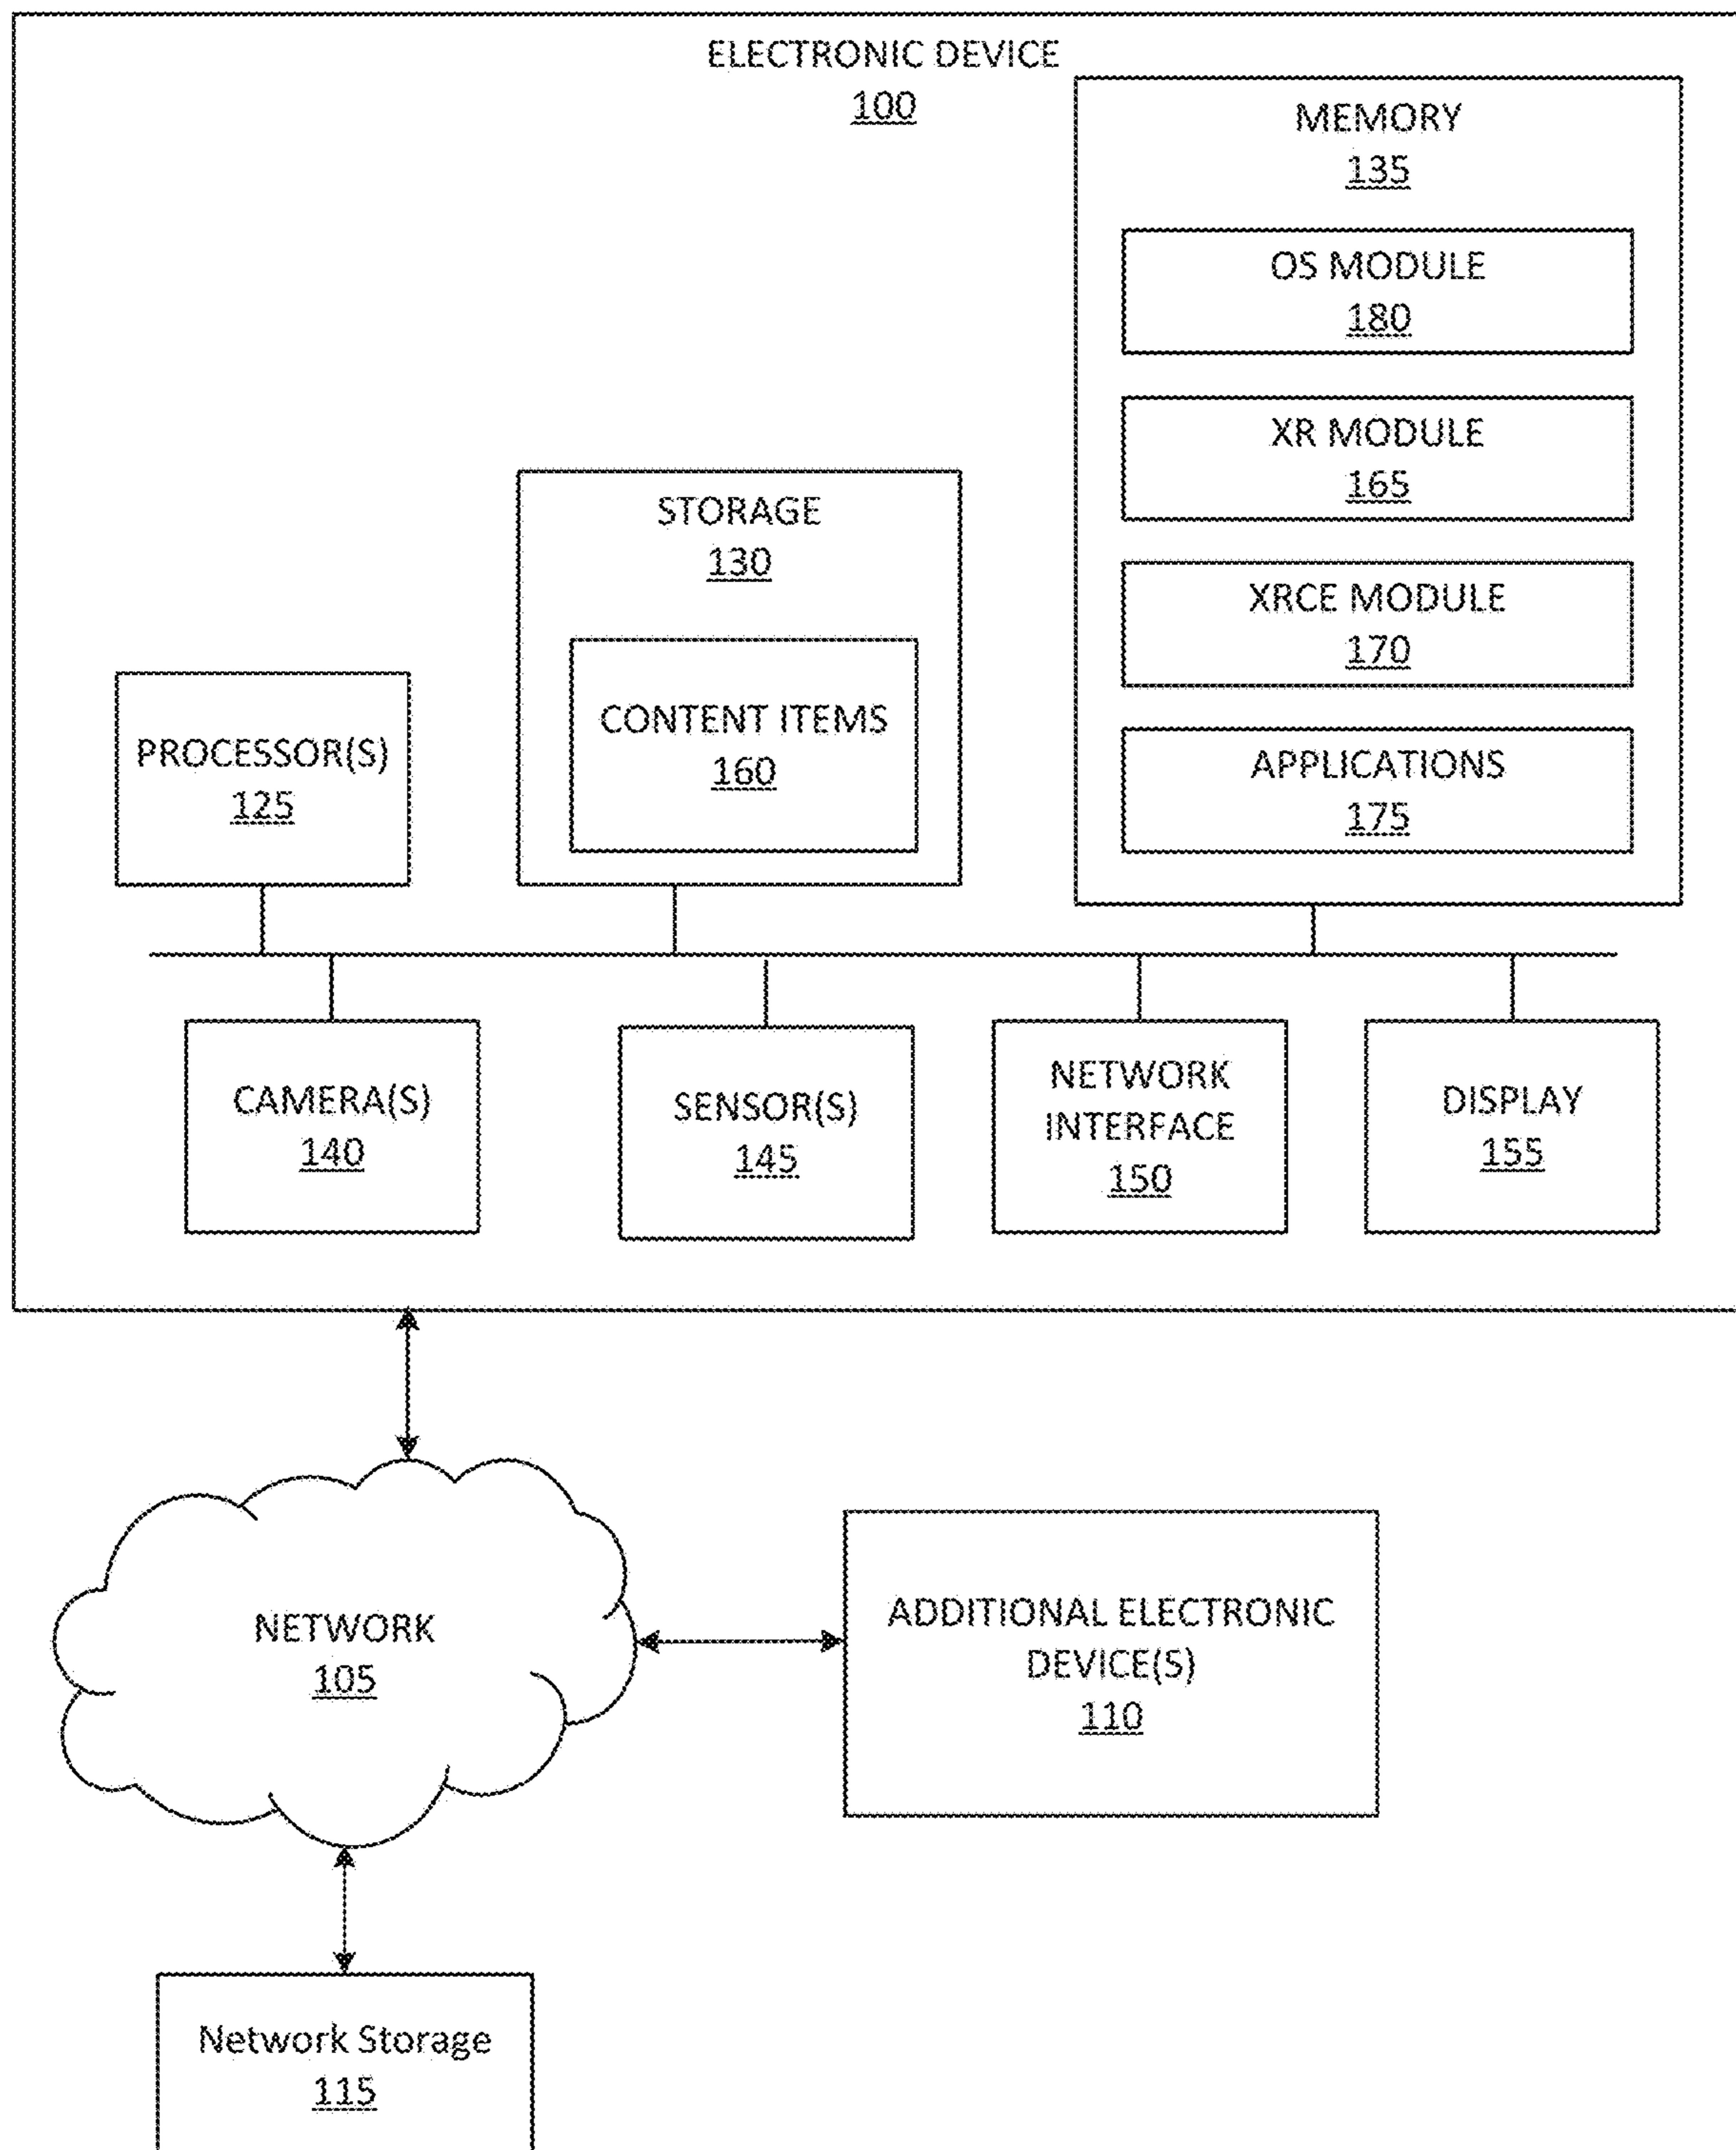 ELECTRONIC DEVICE
100
MEMORY
135
OS MODULE
180
XR MODULE
165
XRCE MODULE
170
APPLICATIONS
175
STORAGE
130
CONTENT ITEMS
160
PROCESSOR(S)
125
CAMERA(S)
140
SENSOR(S)
145
NETWORK
INTERFACE
150
DISPLAY
155
NETWORK
105
ADDITIONAL ELECTRONIC
DEVICE(S)
110
Network Storage
115